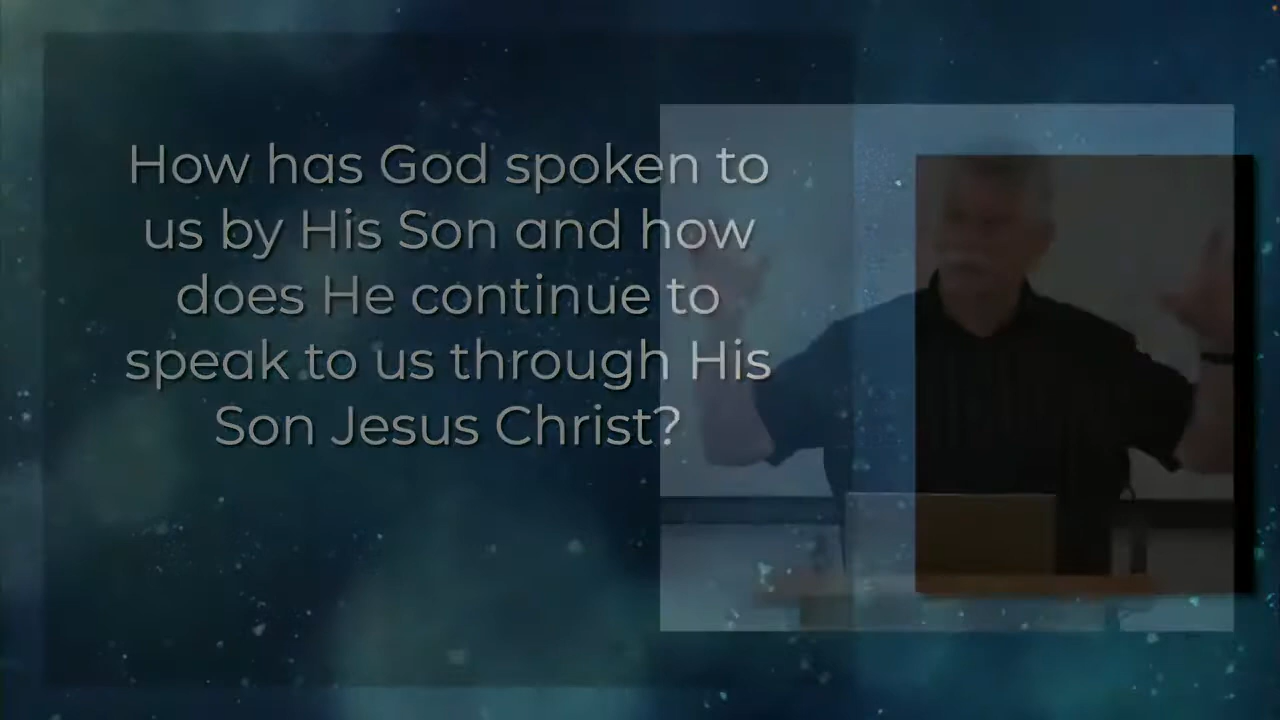 How has God spoken to
us by His Son and how
does He continue to
speak to us through His
Son Jesus Christ?